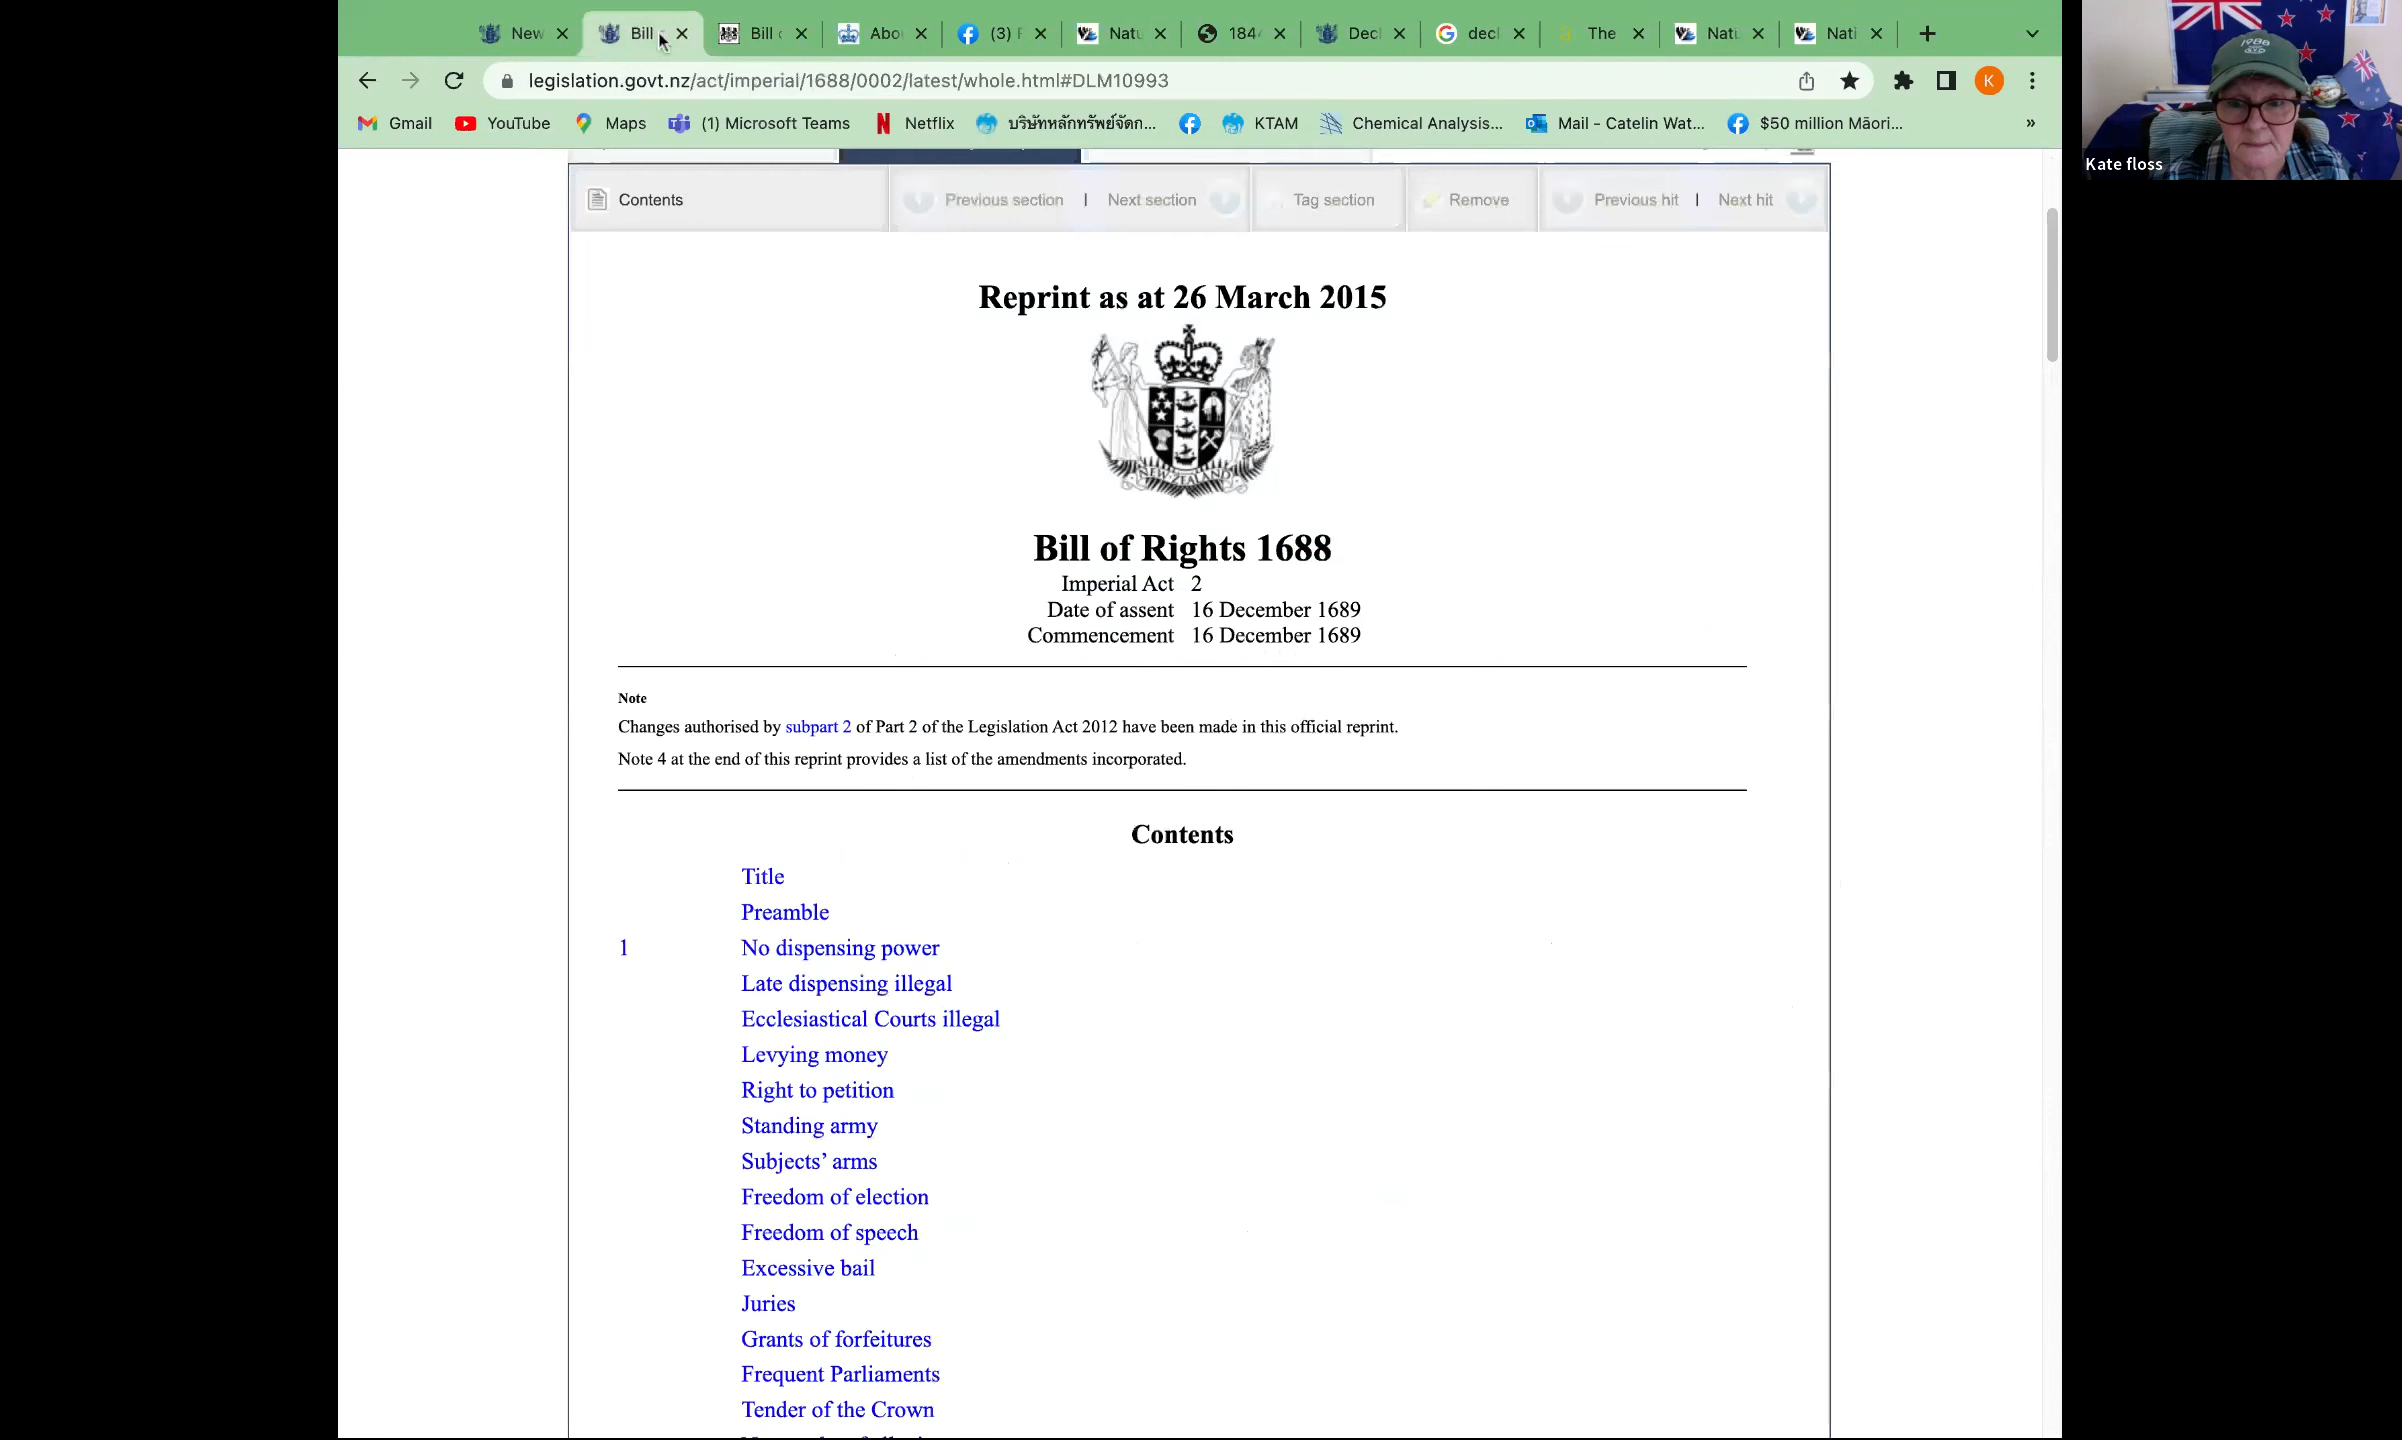 New
Bill
Bill
Abo
(3) F
Natu
184
Decl
decl
The
Natu
Nati
legislation.govt.nz/act/imperial/1688/0002/latest/whole.html#DLM10993
K
Gmail
YouTube
Maps
(1) Microsoft Teams
Netflix
บริษัทหลักทรัพย์จัดก...
KTAM
Chemical Analysis...
Mail - Catelin Wat...
$50 million Māori...
»
Kate floss
Contents
Previous section | Next section
Tag section
Remove
Previous hit | Next hit
Reprint as at 26 March 2015
NEW ZEALAND
Bill of Rights 1688
Imperial Act 2
Date of assent 16 December 1689
Commencement 16 December 1689
Note
Changes authorised by subpart 2 of Part 2 of the Legislation Act 2012 have been made in this official reprint.
Note 4 at the end of this reprint provides a list of the amendments incorporated.
Contents
Title
Preamble
1 No dispensing power
Late dispensing illegal
Ecclesiastical Courts illegal
Levying money
Right to petition
Standing army
Subjects’ arms
Freedom of election
Freedom of speech
Excessive bail
Juries
Grants of forfeitures
Frequent Parliaments
Tender of the Crown